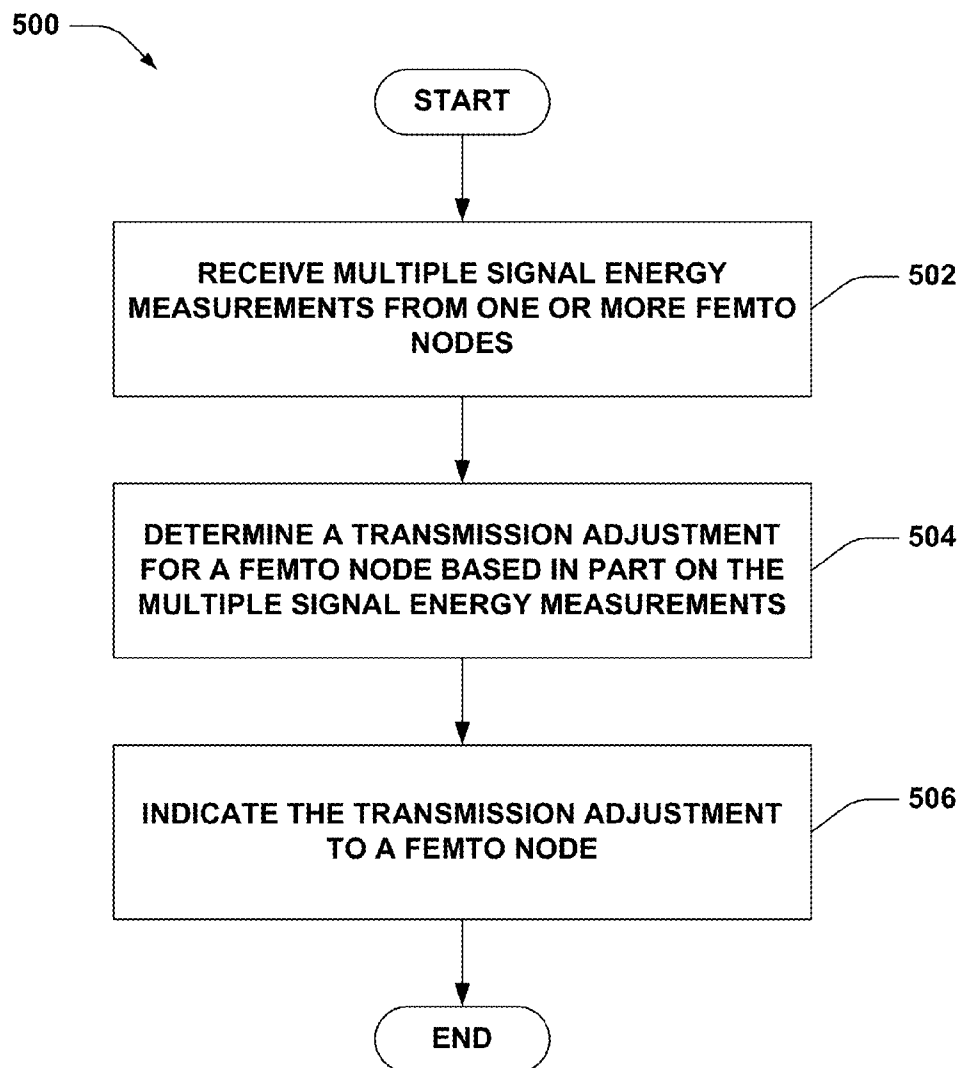 500
START
RECEIVE MULTIPLE SIGNAL ENERGY
MEASUREMENTS FROM ONE OR MORE FEMTO
NODES
502
DETERMINE A TRANSMISSION ADJUSTMENT
FOR A FEMTO NODE BASED IN PART ON THE
MULTIPLE SIGNAL ENERGY MEASUREMENTS
504
INDICATE THE TRANSMISSION ADJUSTMENT
TO A FEMTO NODE
506
END